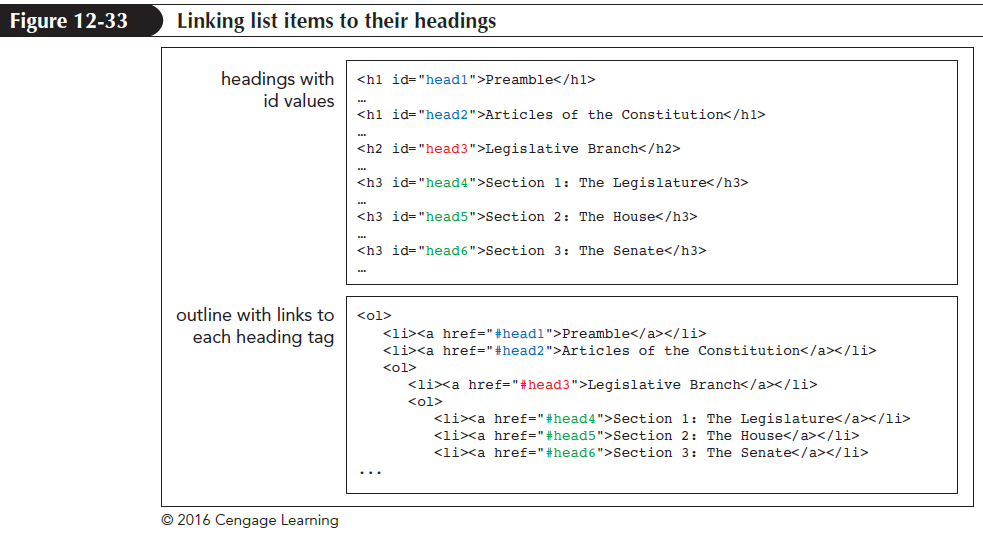 Figure 12-33 Linking list items to their headings
headings with
id values
<h1 id="head1">Preamble</h1>
…
<h1 id="head2">Articles of the Constitution</h1>
…
<h2 id="head3">Legislative Branch</h2>
…
<h3 id="head4">Section 1: The Legislature</h3>
…
<h3 id="head5">Section 2: The House</h3>
…
<h3 id="head6">Section 3: The Senate</h3>
…
outline with links to
each heading tag
<ol>
<li><a href="#head1">Preamble</a></li>
<li><a href="#head2">Articles of the Constitution</a></li>
<ol>
<li><a href="#head3">Legislative Branch</a></li>
<ol>
<li><a href="#head4">Section 1: The Legislature</a></li>
<li><a href="#head5">Section 2: The House</a></li>
<li><a href="#head6">Section 3: The Senate</a></li>
...
© 2016 Cengage Learning